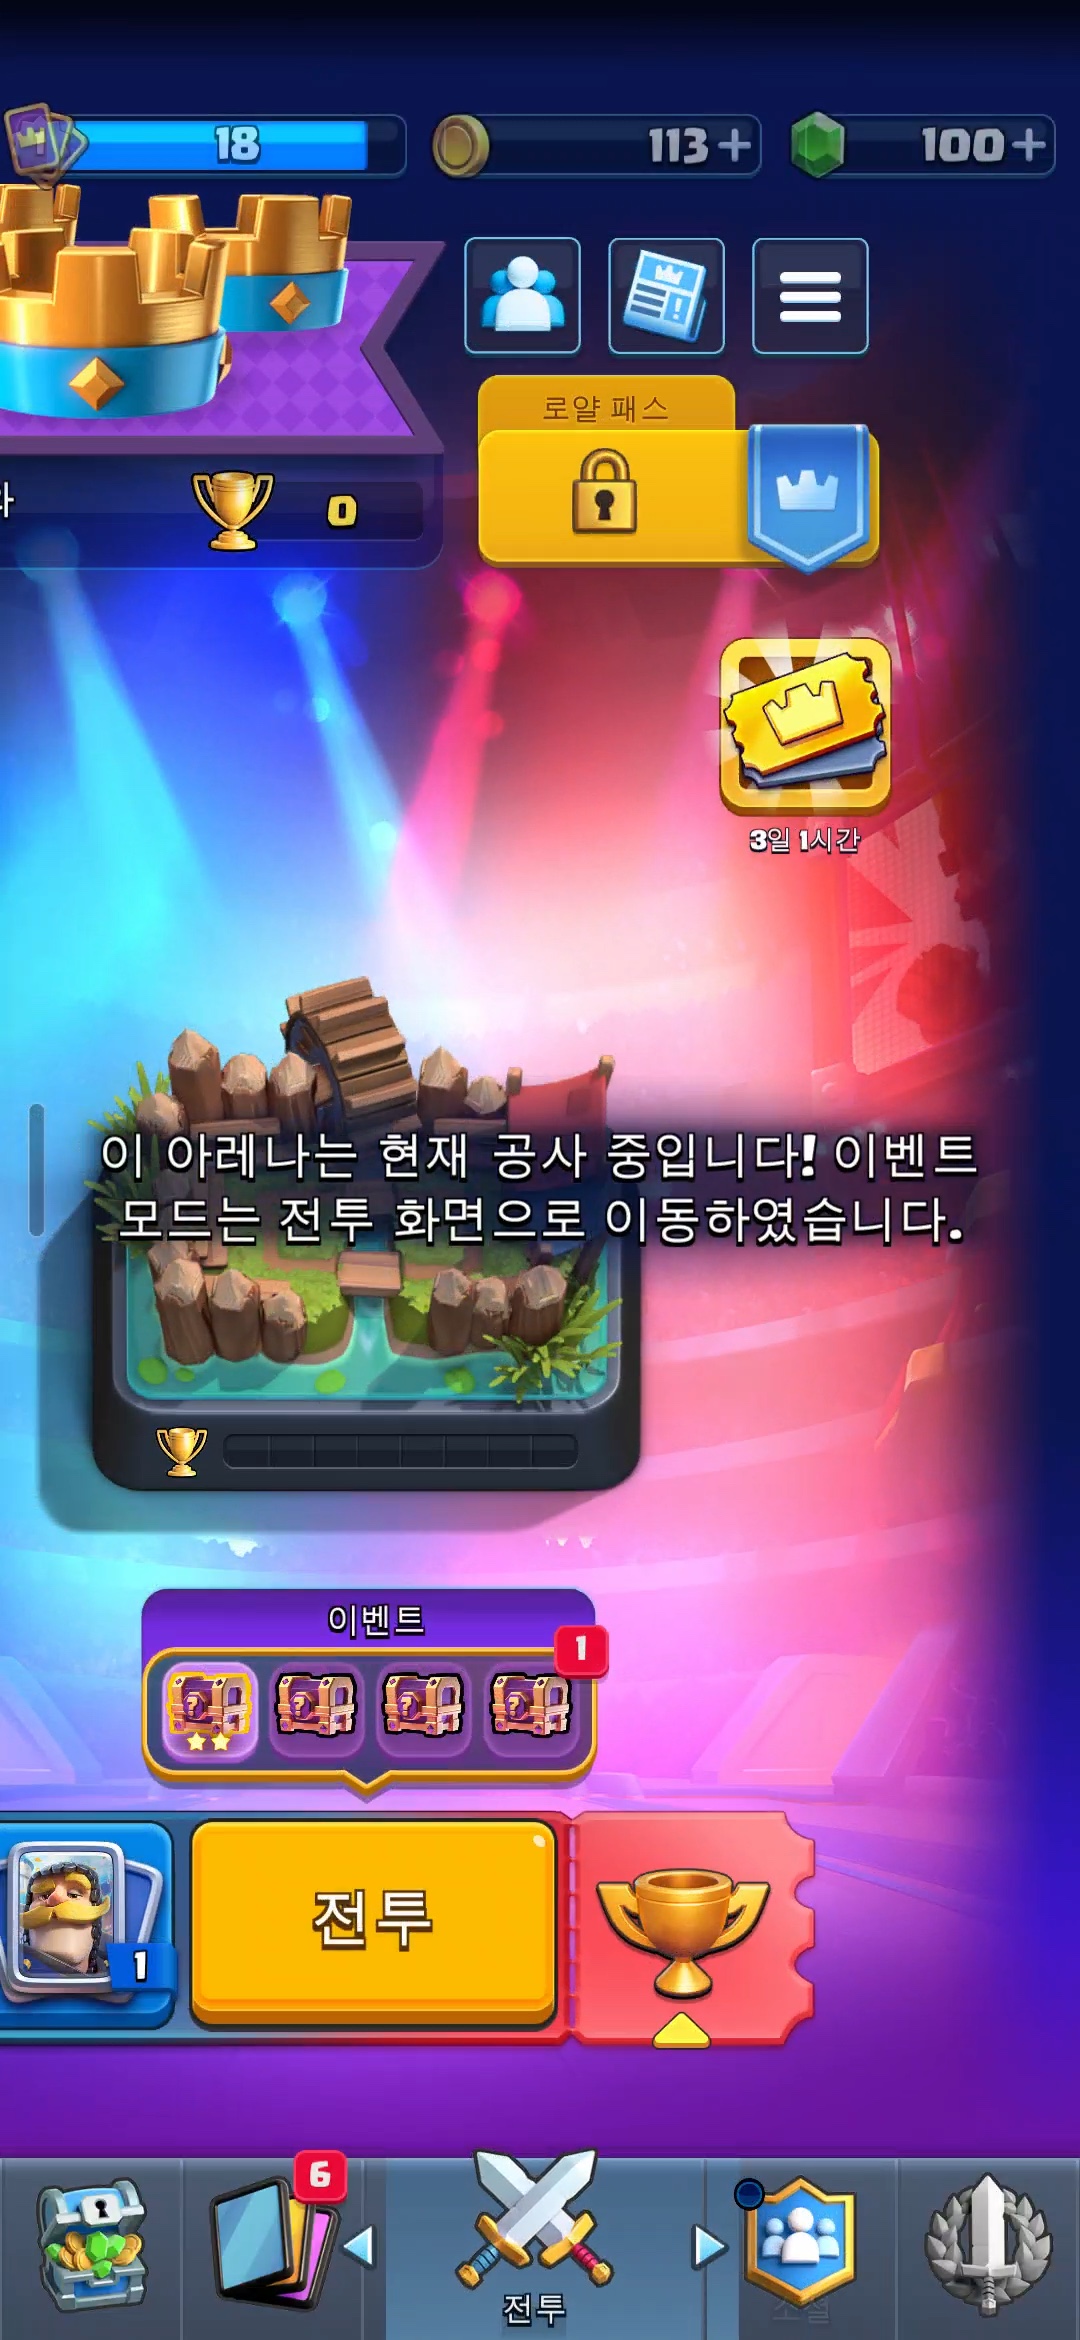 18
113+
100+
로얄 패스
0
3일 1시간
이 아레나는 현재 공사 중입니다! 이벤트
모드는 전투 화면으로 이동하였습니다.
이벤트
1
전투
1
6
전투
소셜